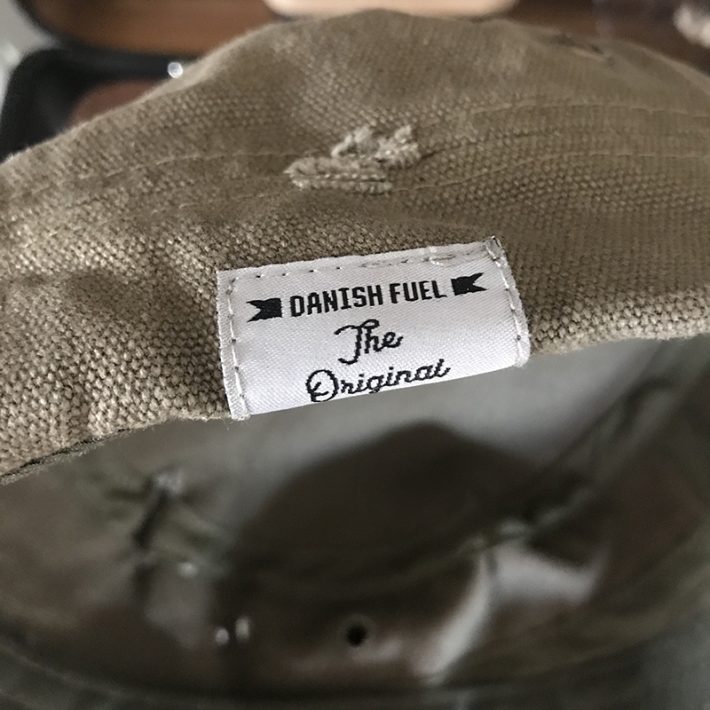 DANISH FUEL
The
Original